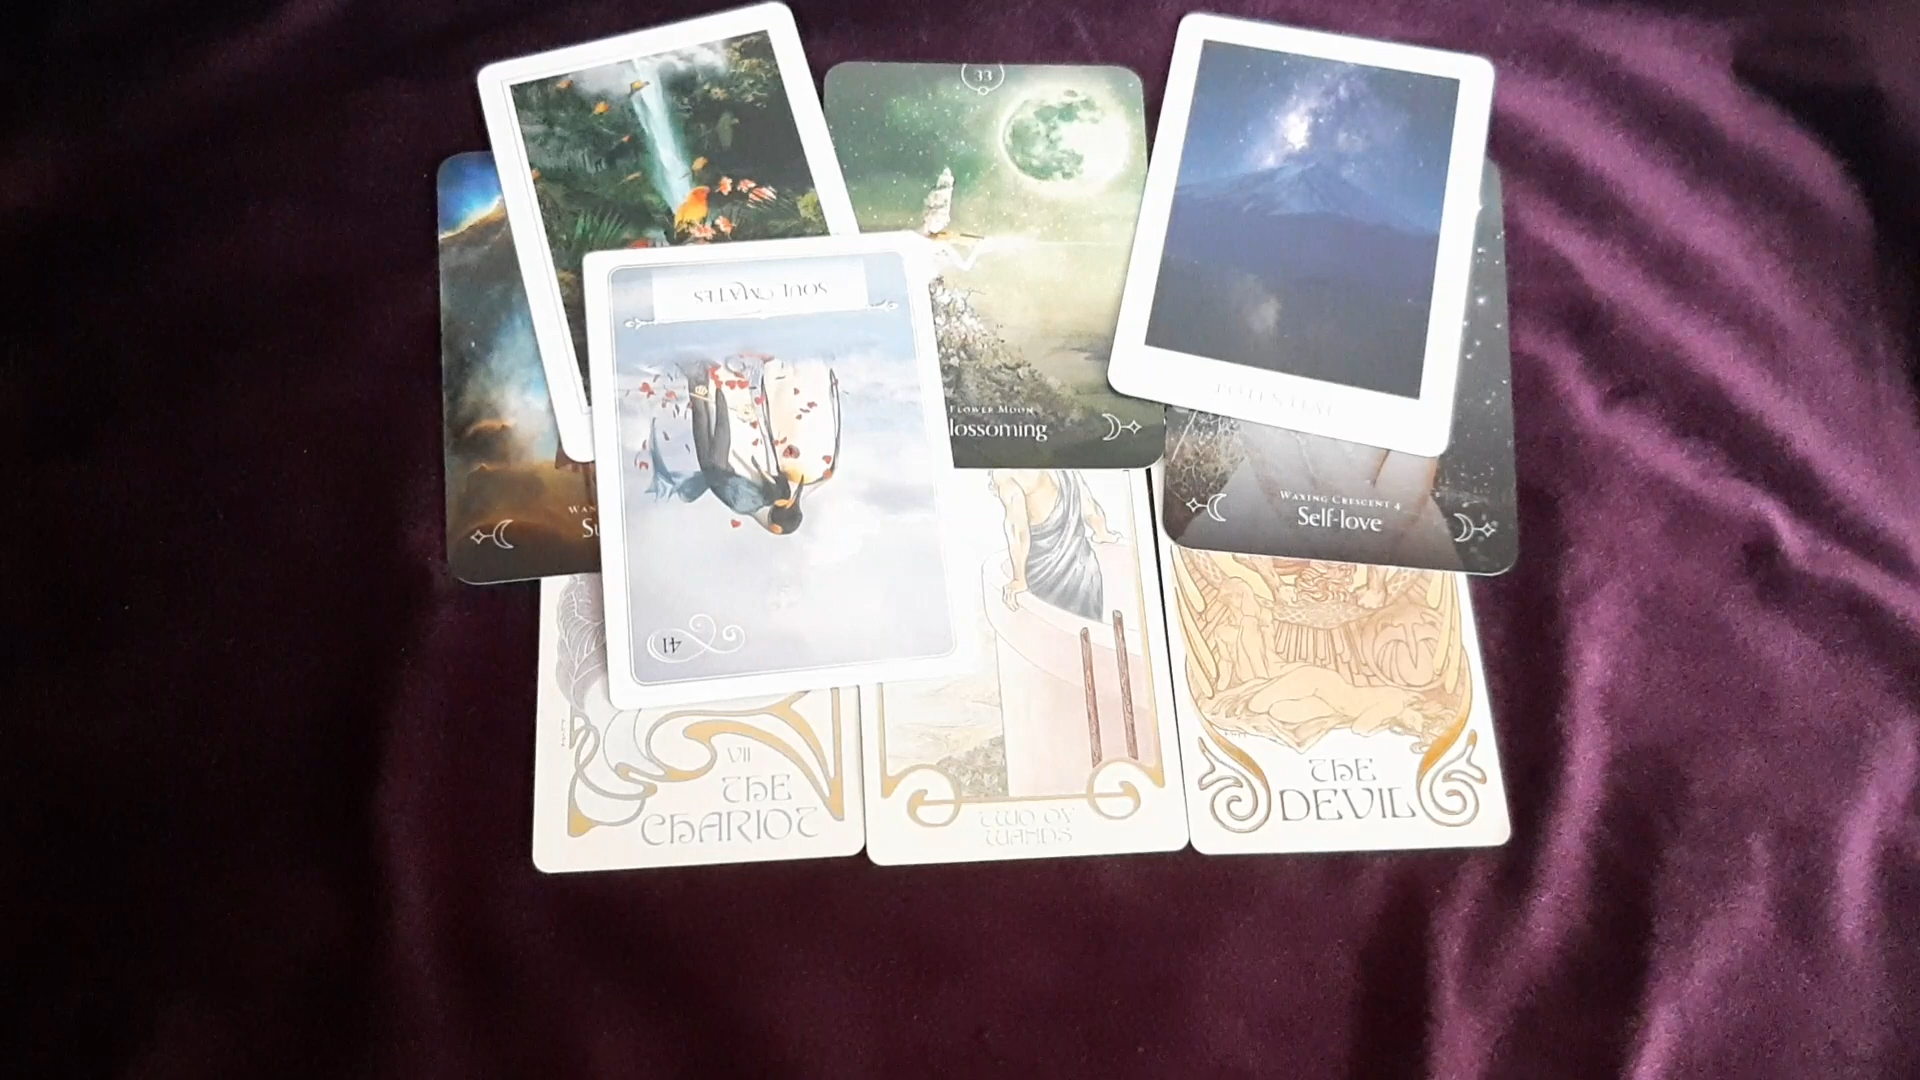 33
SOUL MATES
FLOWER MOON
lossoming
WAXING CRESCENT 4
Self-love
41
VII
THE
CHARIOT
TWO OF
WANDS
THE
DEVIL